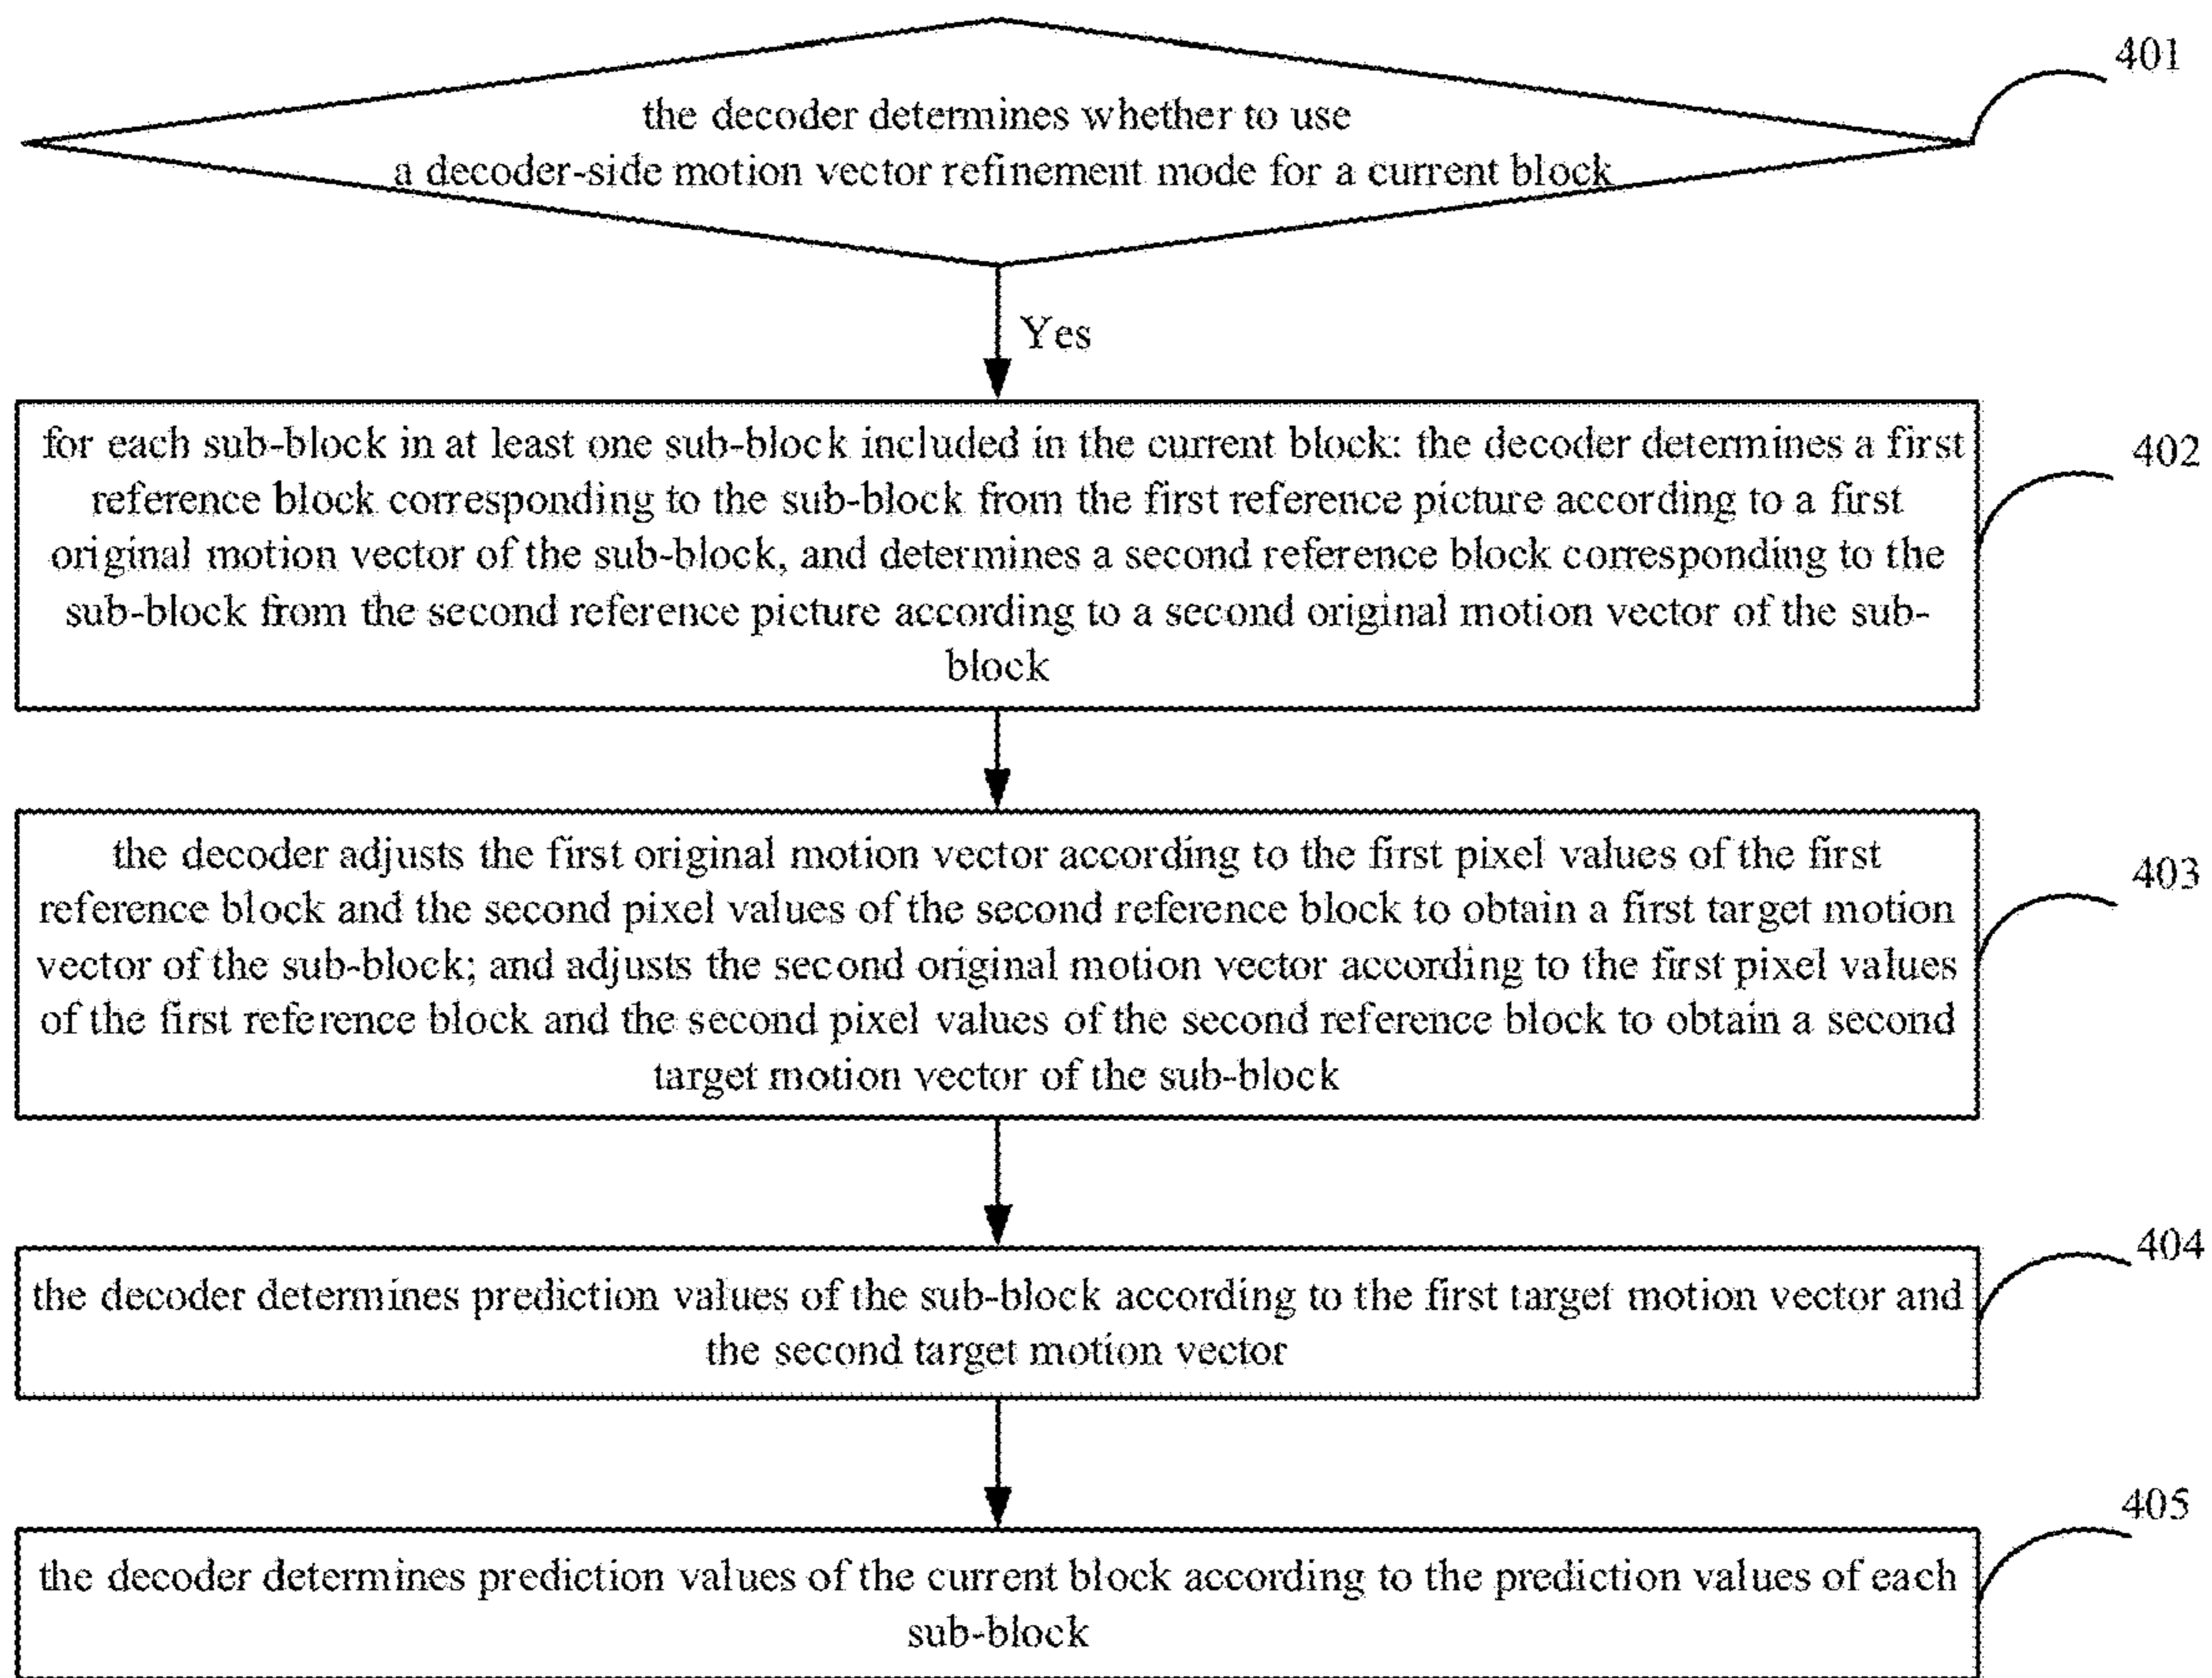 401
the decoder determines whether to use
a decoder-side motion vector refinement mode for a current block
Yes
402
for each sub-block in at least one sub-block included in the current block: the decoder determines a first
reference block corresponding to the sub-block from the first reference picture according to a first
original motion vector of the sub-block, and determines a second reference block corresponding to the
sub-block from the second reference picture according to a second original motion vector of the sub-
block
403
the decoder adjusts the first original motion vector according to the first pixel values of the first
reference block and the second pixel values of the second reference block to obtain a first target motion
vector of the sub-block; and adjusts the second original motion vector according to the first pixel values
of the first reference block and the second pixel values of the second reference block to obtain a second
target motion vector of the sub-block
404
the decoder determines prediction values of the sub-block according to the first target motion vector and
the second target motion vector
405
the decoder determines prediction values of the current block according to the prediction values of each
sub-block